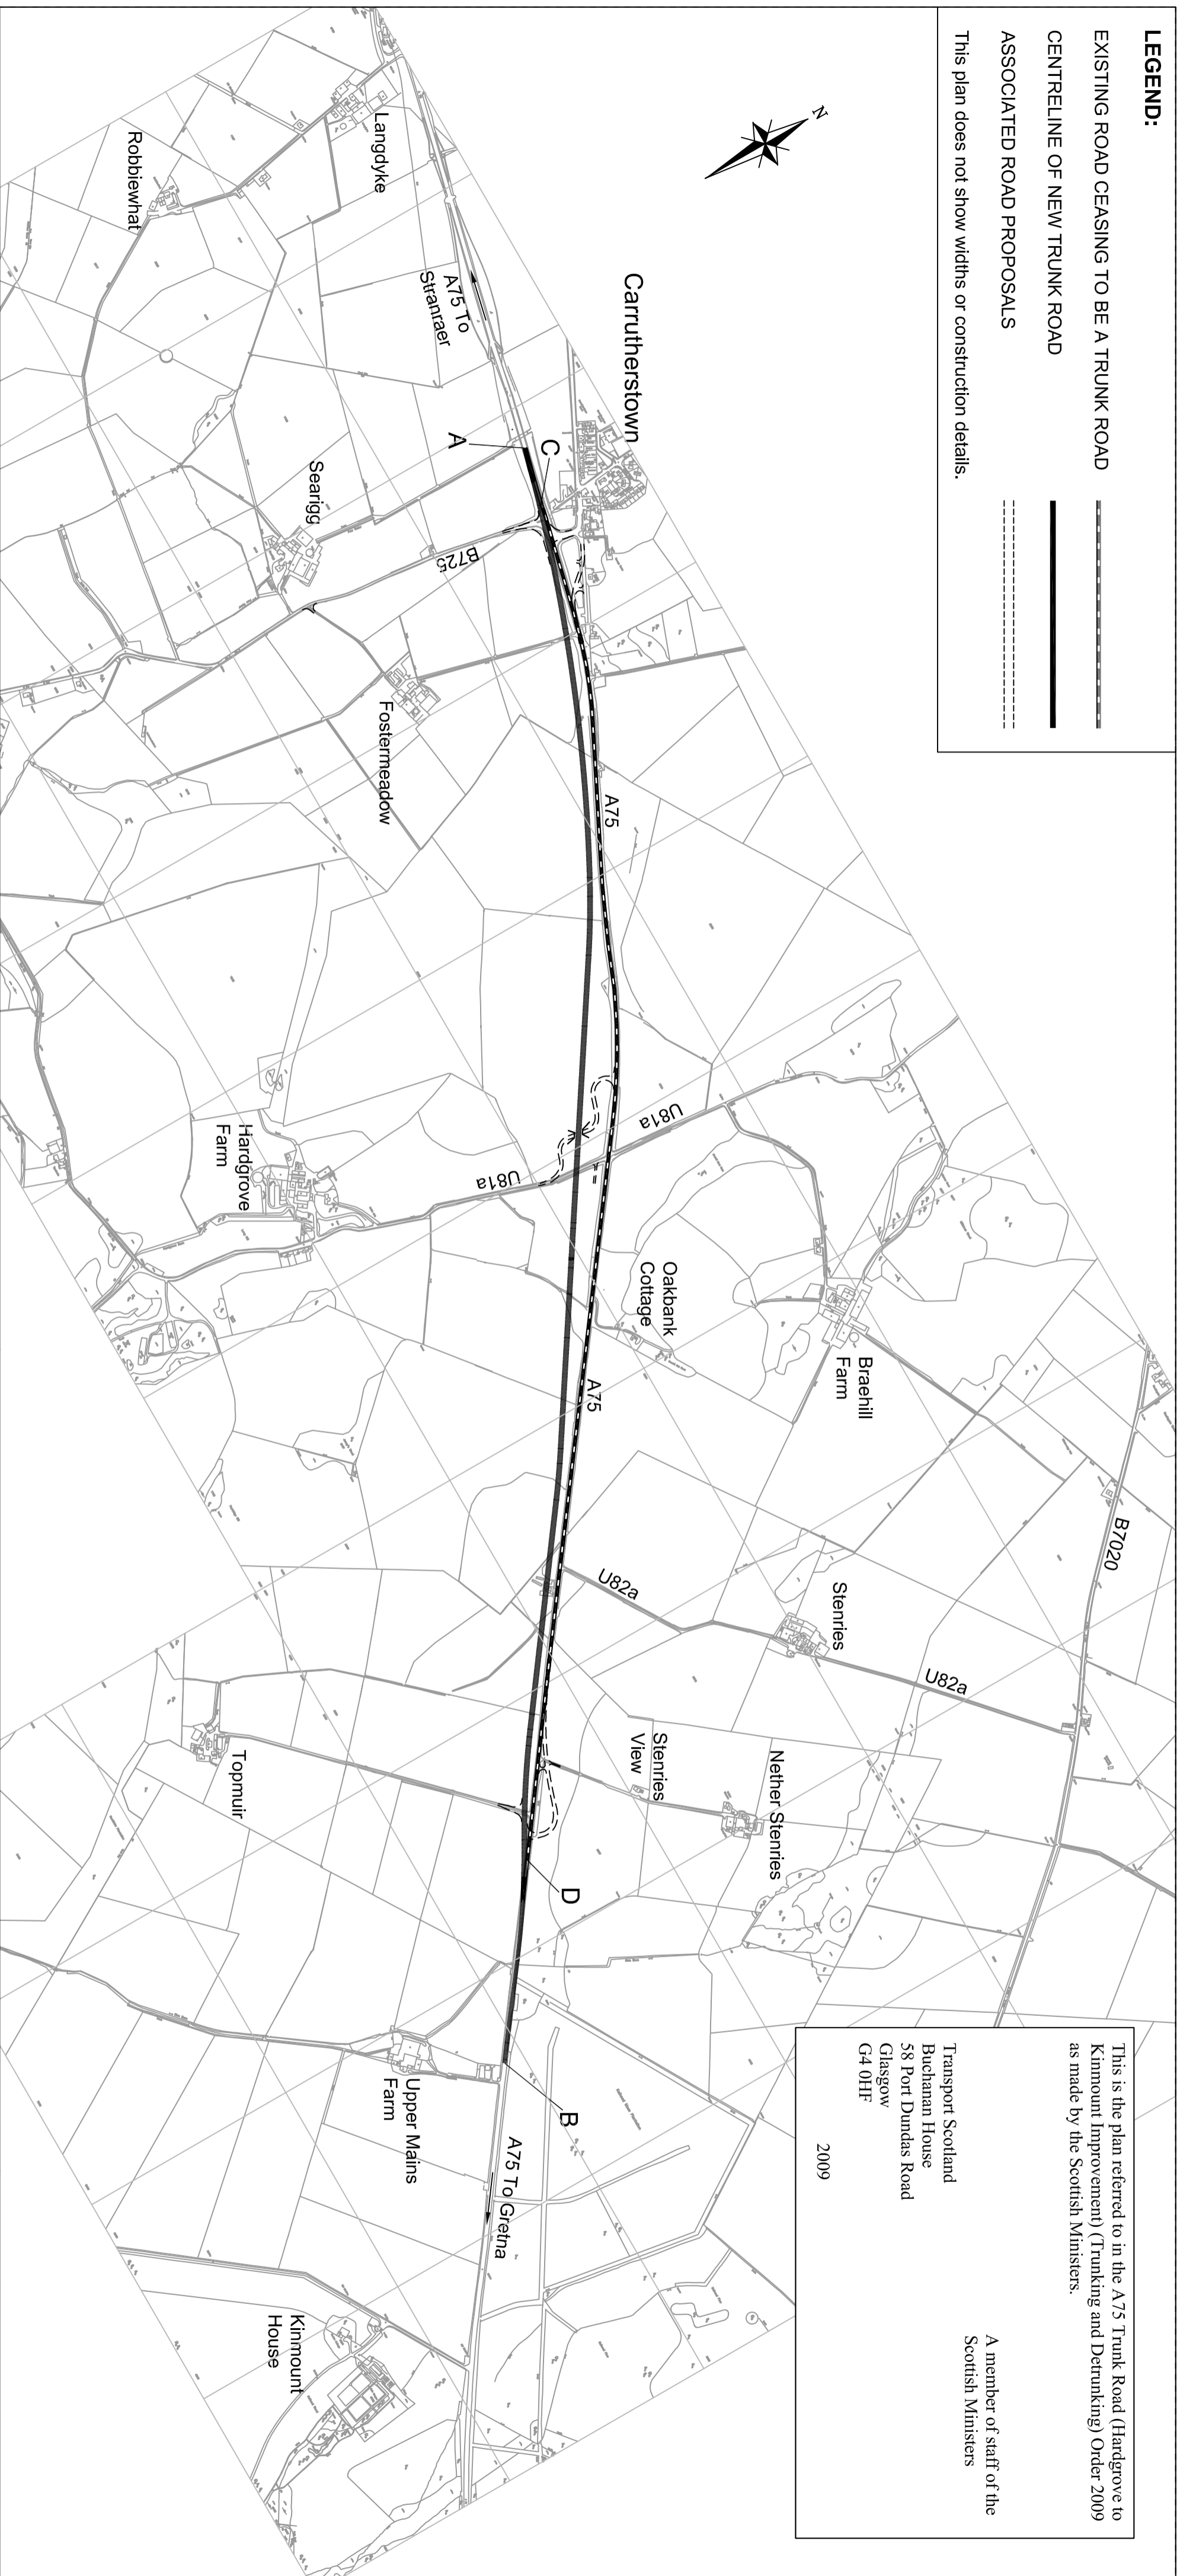 LEGEND:
EXISTING ROAD CEASING TO BE A TRUNK ROAD
CENTRELINE OF NEW TRUNK ROAD
ASSOCIATED ROAD PROPOSALS
This plan does not show widths or construction details.
N
Carrutherstown
Langdyke
Robbiewhat
A75 To
Stranraer
A
C
Searigg
B725
Fostermeadow
A75
U81a
U81a
Hardgrove
Farm
Oakbank
Cottage
Braehill
Farm
A75
B7020
U82a
Stenries
U82a
Stenries
View
Nether Stenries
Topmuir
D
Upper Mains
Farm
B
A75 To Gretna
Kinmount
House
This is the plan referred to in the A75 Trunk Road (Hardgrove to
Kinmount Improvement) (Trunking and Detrunking) Order 2009
as made by the Scottish Ministers.
A member of staff of the
Scottish Ministers
Transport Scotland
Buchanan House
58 Port Dundas Road
Glasgow
G4 0HF
2009